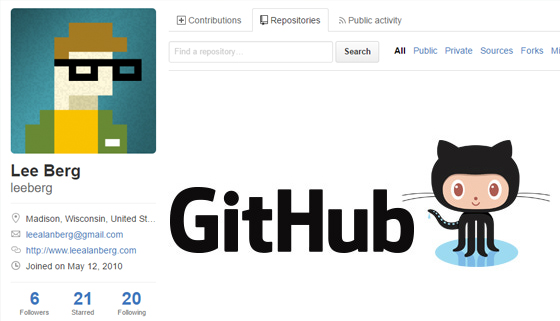 Contributions Repositories Public activity
Find a repository… Search All Public Private Sources Forks Mi
Lee Berg
leeberg
Madison, Wisconsin, United St…
leealanberg@gmail.com
http://www.leealanberg.com
Joined on May 12, 2010
6 21 20
Followers Starred Following
GitHub